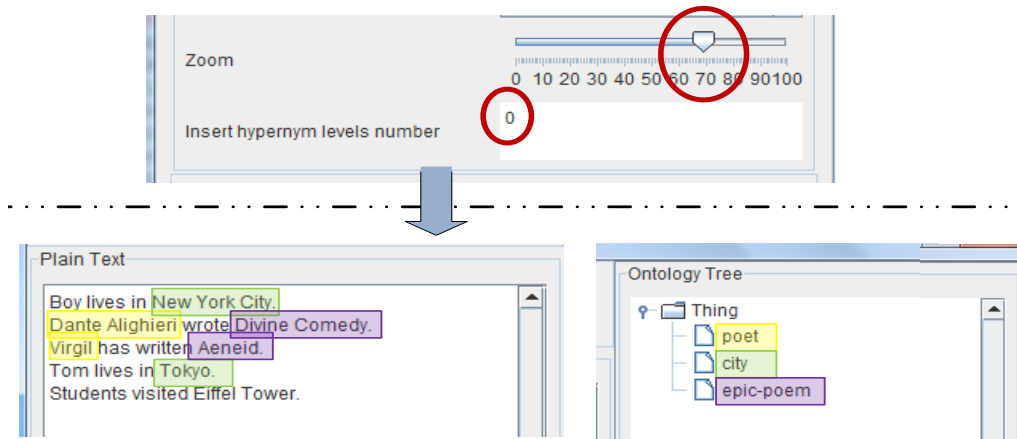 Zoom
0 10 20 30 40 50 60 70 80 90100
Insert hypernym levels number
0
Plain Text
Boy lives in New York City.
Dante Alighieri wrote Divine Comedy.
Virgil has written Aeneid.
Tom lives in Tokyo.
Students visited Eiffel Tower.
Ontology Tree
Thing
poet
city
epic-poem